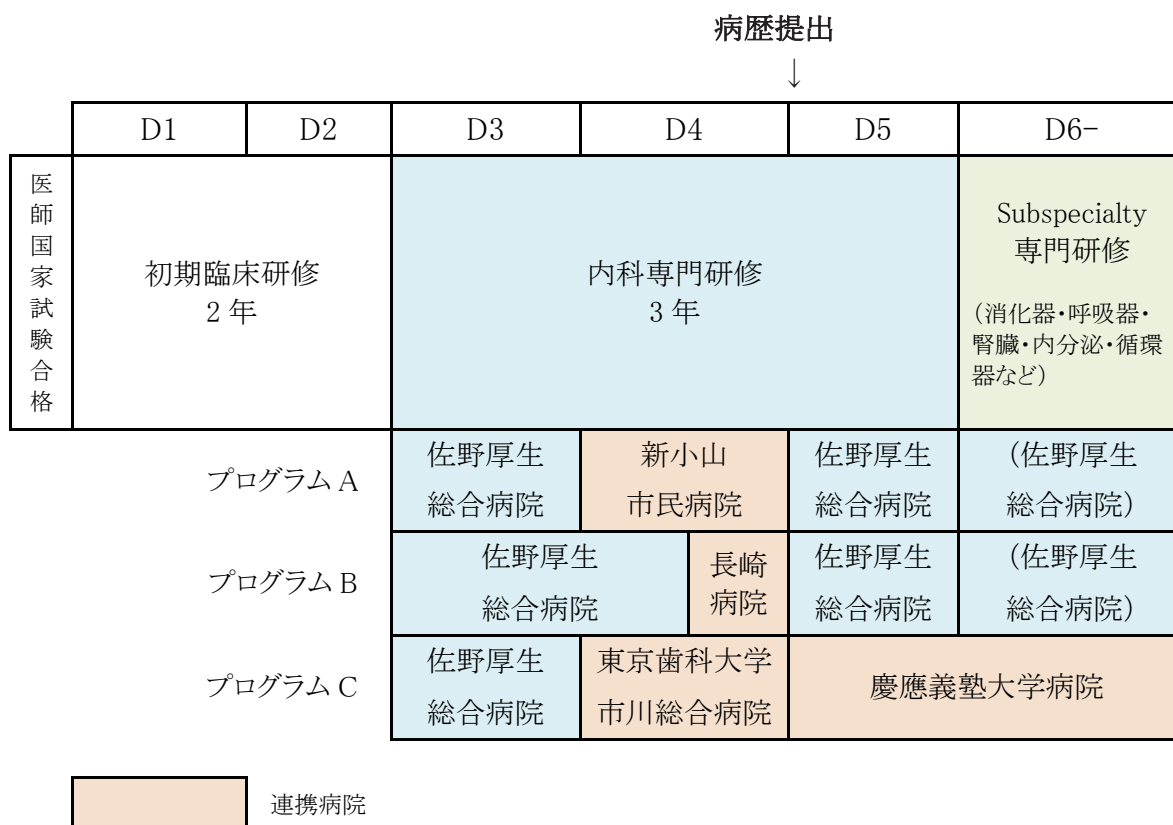 病歴提出
↓
D1 D2 D3 D4 D5 D6-
医師国家試験合格
初期臨床研修
2 年
内科専門研修
3 年
Subspecialty
専門研修
（消化器・呼吸器・
腎臓・内分泌・循環
器など）
プログラム A
佐野厚生
総合病院
新小山
市民病院
佐野厚生
総合病院
(佐野厚生
総合病院)
プログラム B
佐野厚生
総合病院
長崎
病院
佐野厚生
総合病院
(佐野厚生
総合病院)
プログラム C
佐野厚生
総合病院
東京歯科大学
市川総合病院
慶應義塾大学病院
連携病院